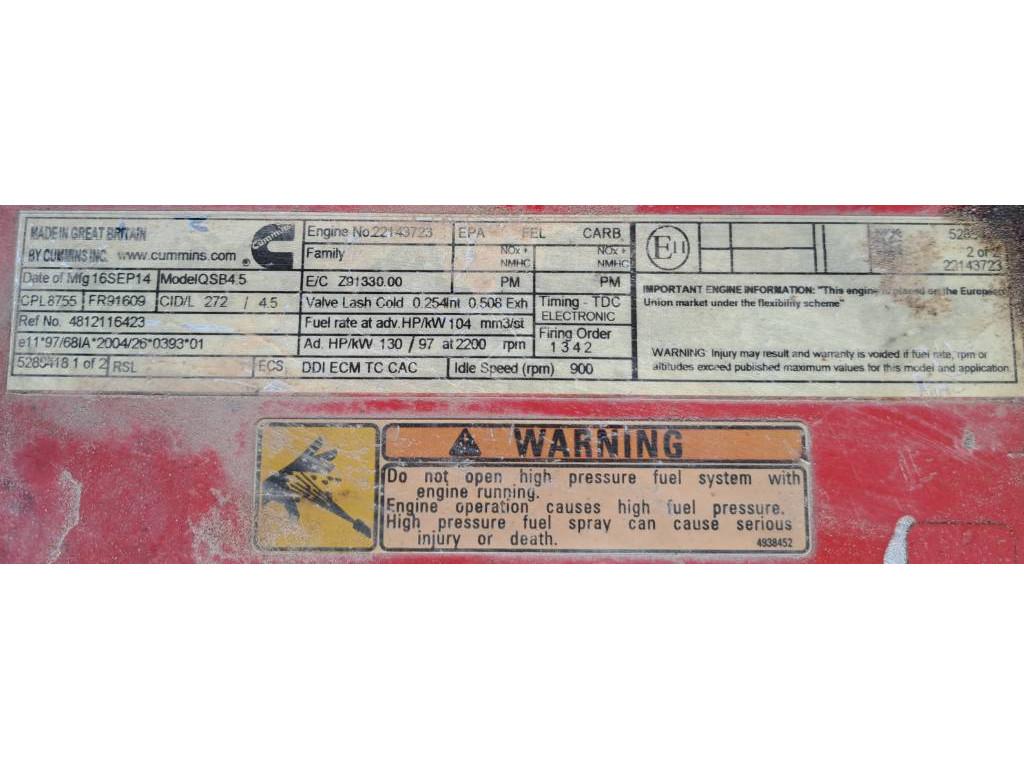 MADE IN GREAT BRITAIN
BY CUMMINS INC. www.cummins.com
Cummins
Date of Mfg 16SEP14 Model QSB4.5
CPL8755 FR91609 CID/L 272 / 4.5
Ref No. 4812116423
e11*97/68IA*2004/26*0393*01
1 of 2 RSL ECS
Engine No.22143723
Family
E/C Z91330.00
Valve Lash Cold 0.254Int 0.508 Exh
Fuel rate at adv. HP/kW 104 mm3/st
Ad. HP/kW 130 / 97 at 2200 rpm
DDI ECM TC CAC Idle Speed (rpm) 900
EPA FEL CARB
NOx + NOx +
NMHC NMHC
PM PM
Timing - TDC
ELECTRONIC
Firing Order
1 3 4 2
E11
2 of 2
22143723
IMPORTANT ENGINE INFORMATION: "This engine is placed on the European
Union market under the flexibility scheme"
WARNING: Injury may result and warranty is voided if fuel rate, rpm or
altitudes exceed published maximum values for this model and application.
WARNING
Do not open high pressure fuel system with
engine running.
Engine operation causes high fuel pressure.
High pressure fuel spray can cause serious
injury or death.
4938452